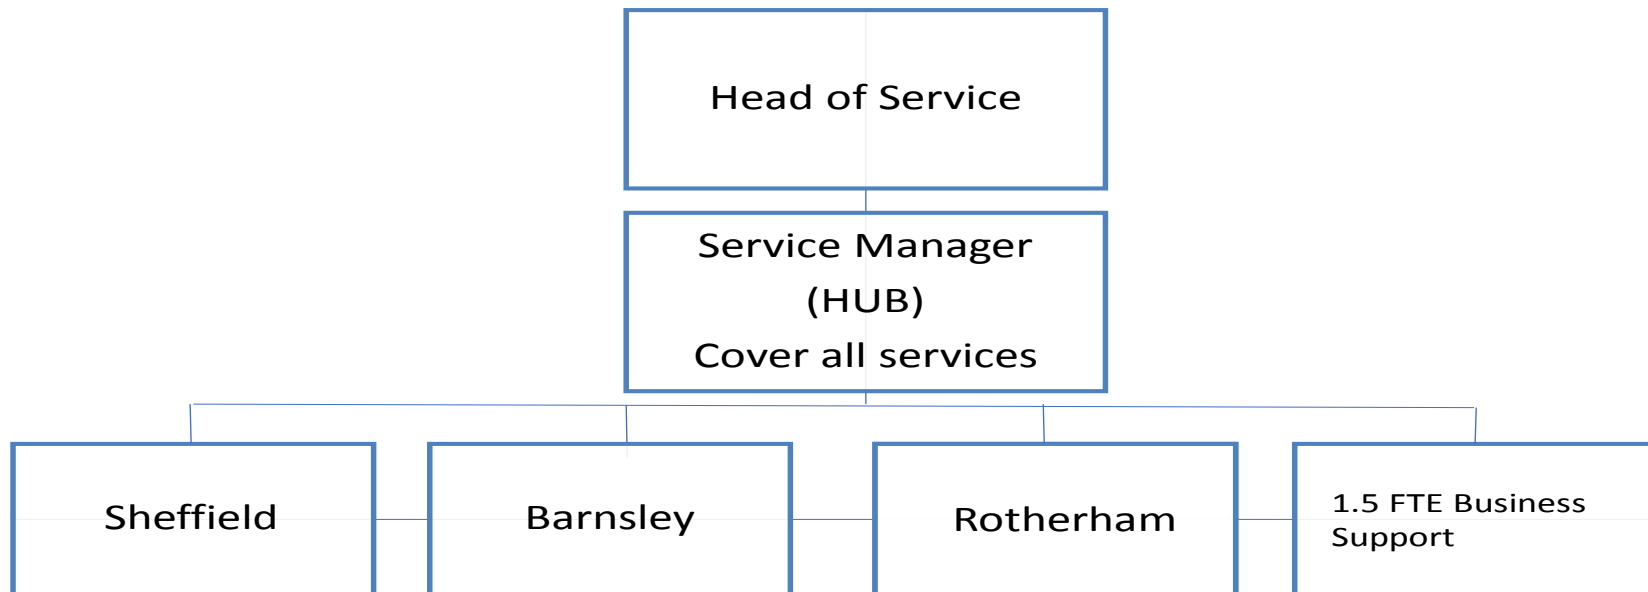 Head of Service
Service Manager
(HUB)
Cover all services
Sheffield
Barnsley
Rotherham
1.5 FTE Business
Support